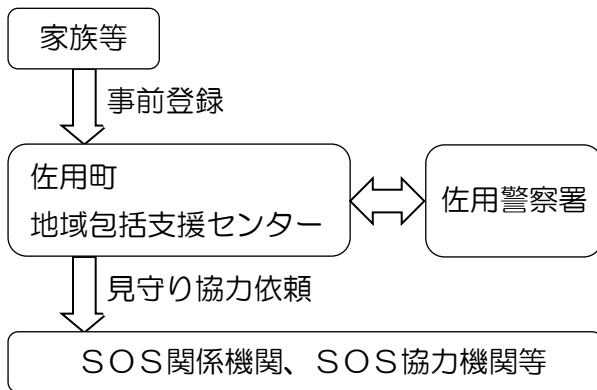 家族等
事前登録
佐用町
地域包括支援センター
佐用警察署
見守り協力依頼
ＳＯＳ関係機関、ＳＯＳ協力機関等